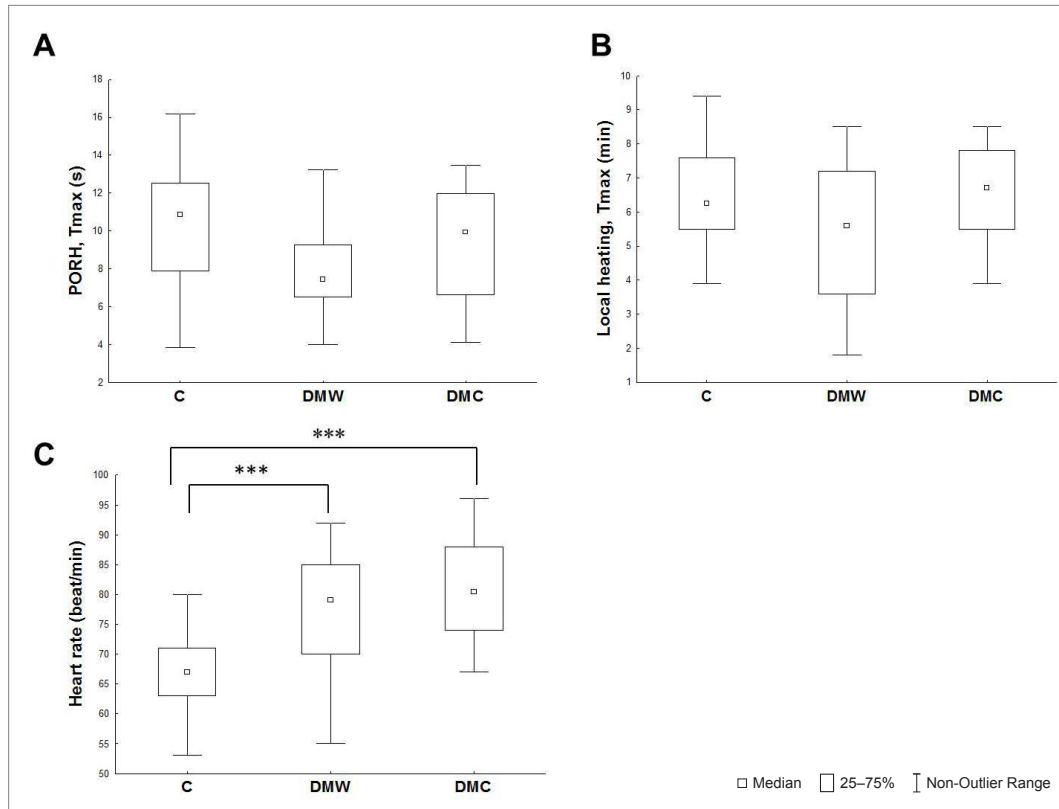 A
PORH, Tmax (s)
18
16
14
12
10
8
6
4
2
C
DMW
DMC
B
Local heating, Tmax (min)
10
9
8
7
6
5
4
3
2
1
C
DMW
DMC
C
***
***
Heart rate (beat/min)
100
95
90
85
80
75
70
65
60
55
50
C
DMW
DMC
Median
25–75%
Non-Outlier Range